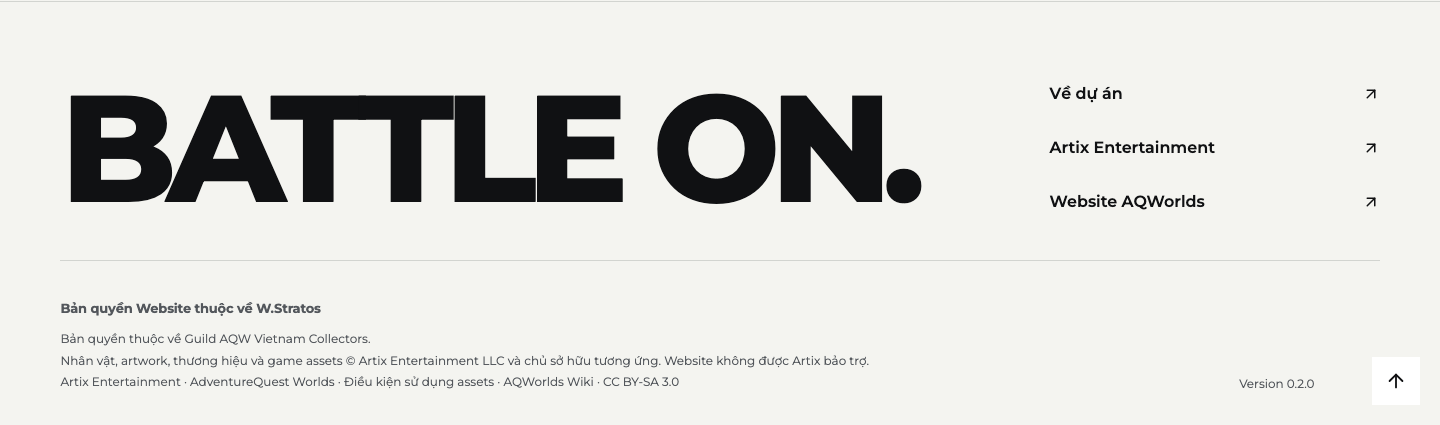 BATTLE ON.
Về dự án
Artix Entertainment
Website AQWorlds
Bản quyền Website thuộc về W.Stratos
Bản quyền thuộc về Guild AQW Vietnam Collectors.
Nhân vật, artwork, thương hiệu và game assets © Artix Entertainment LLC và chủ sở hữu tương ứng. Website không được Artix bảo trợ.
Artix Entertainment · AdventureQuest Worlds · Điều kiện sử dụng assets · AQWorlds Wiki · CC BY-SA 3.0
Version 0.2.0